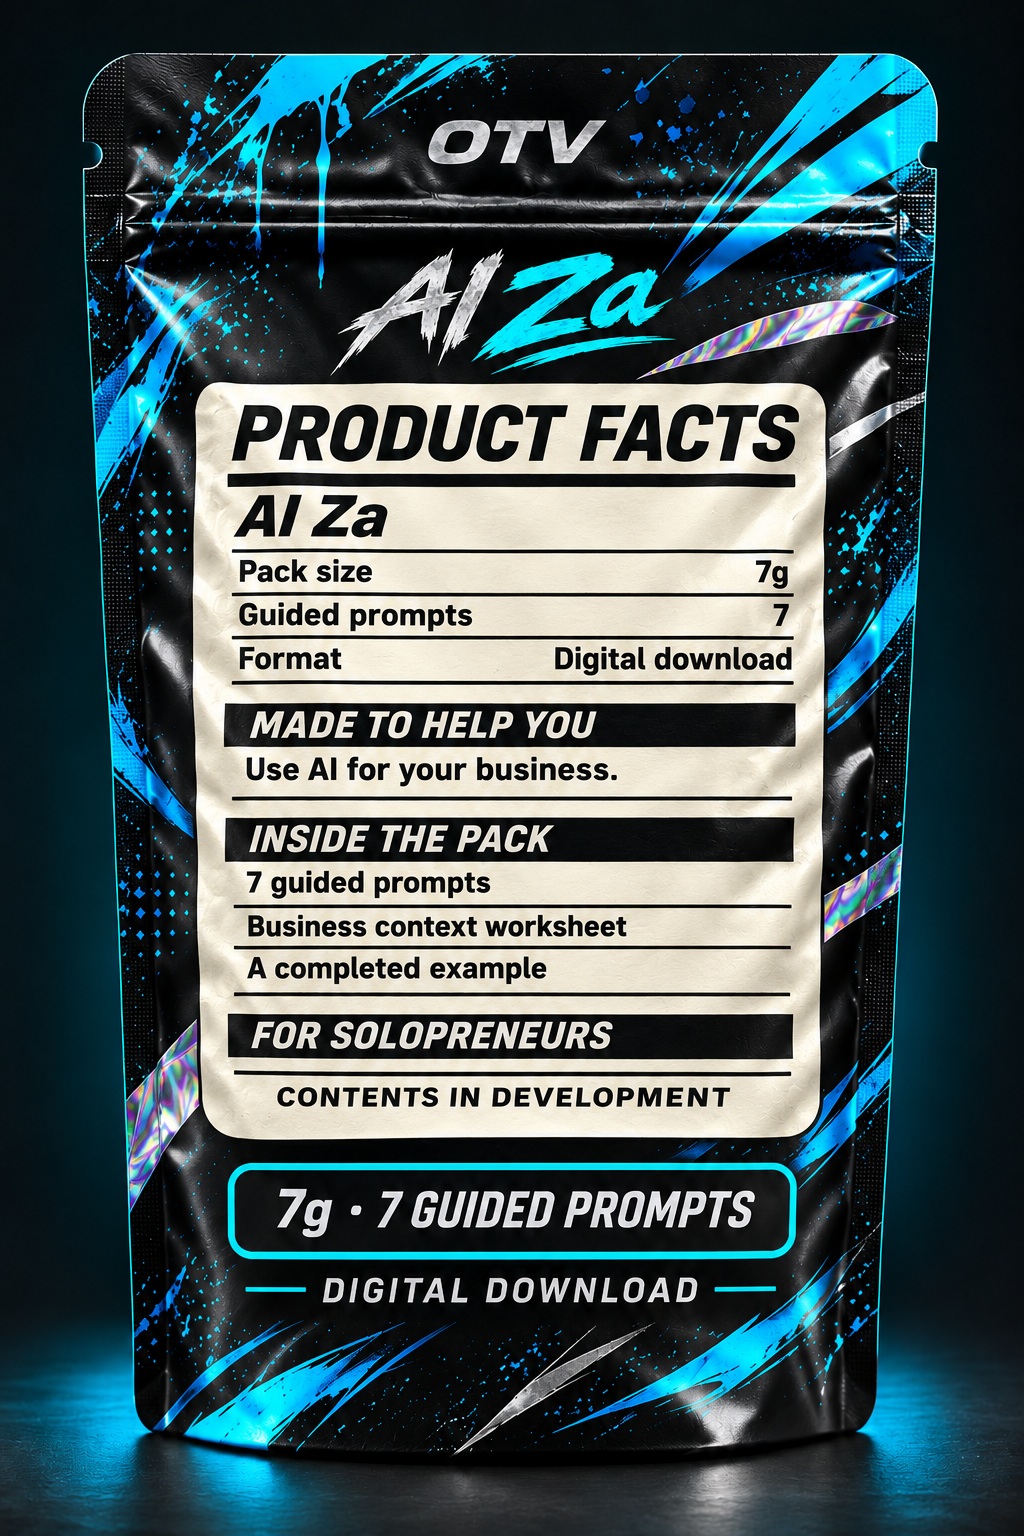 OTV
AI Za
PRODUCT FACTS
AI Za
Pack size 7g
Guided prompts 7
Format Digital download
MADE TO HELP YOU
Use AI for your business.
INSIDE THE PACK
7 guided prompts
Business context worksheet
A completed example
FOR SOLOPRENEURS
CONTENTS IN DEVELOPMENT
7g · 7 GUIDED PROMPTS
DIGITAL DOWNLOAD